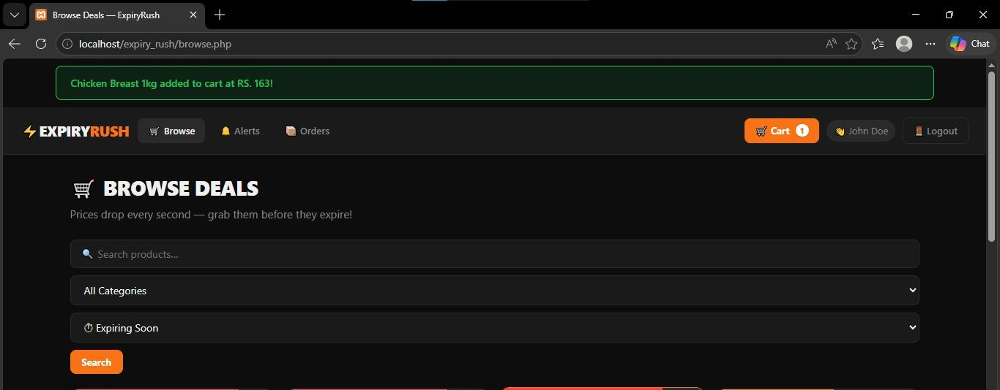 Browse Deals — ExpiryRush
localhost/expiry_rush/browse.php
Chat
Chicken Breast 1kg added to cart at RS. 163!
EXPIRYRUSH
Browse
Alerts
Orders
Cart 1
John Doe
Logout
BROWSE DEALS
Prices drop every second — grab them before they expire!
Search products...
All Categories
Expiring Soon
Search